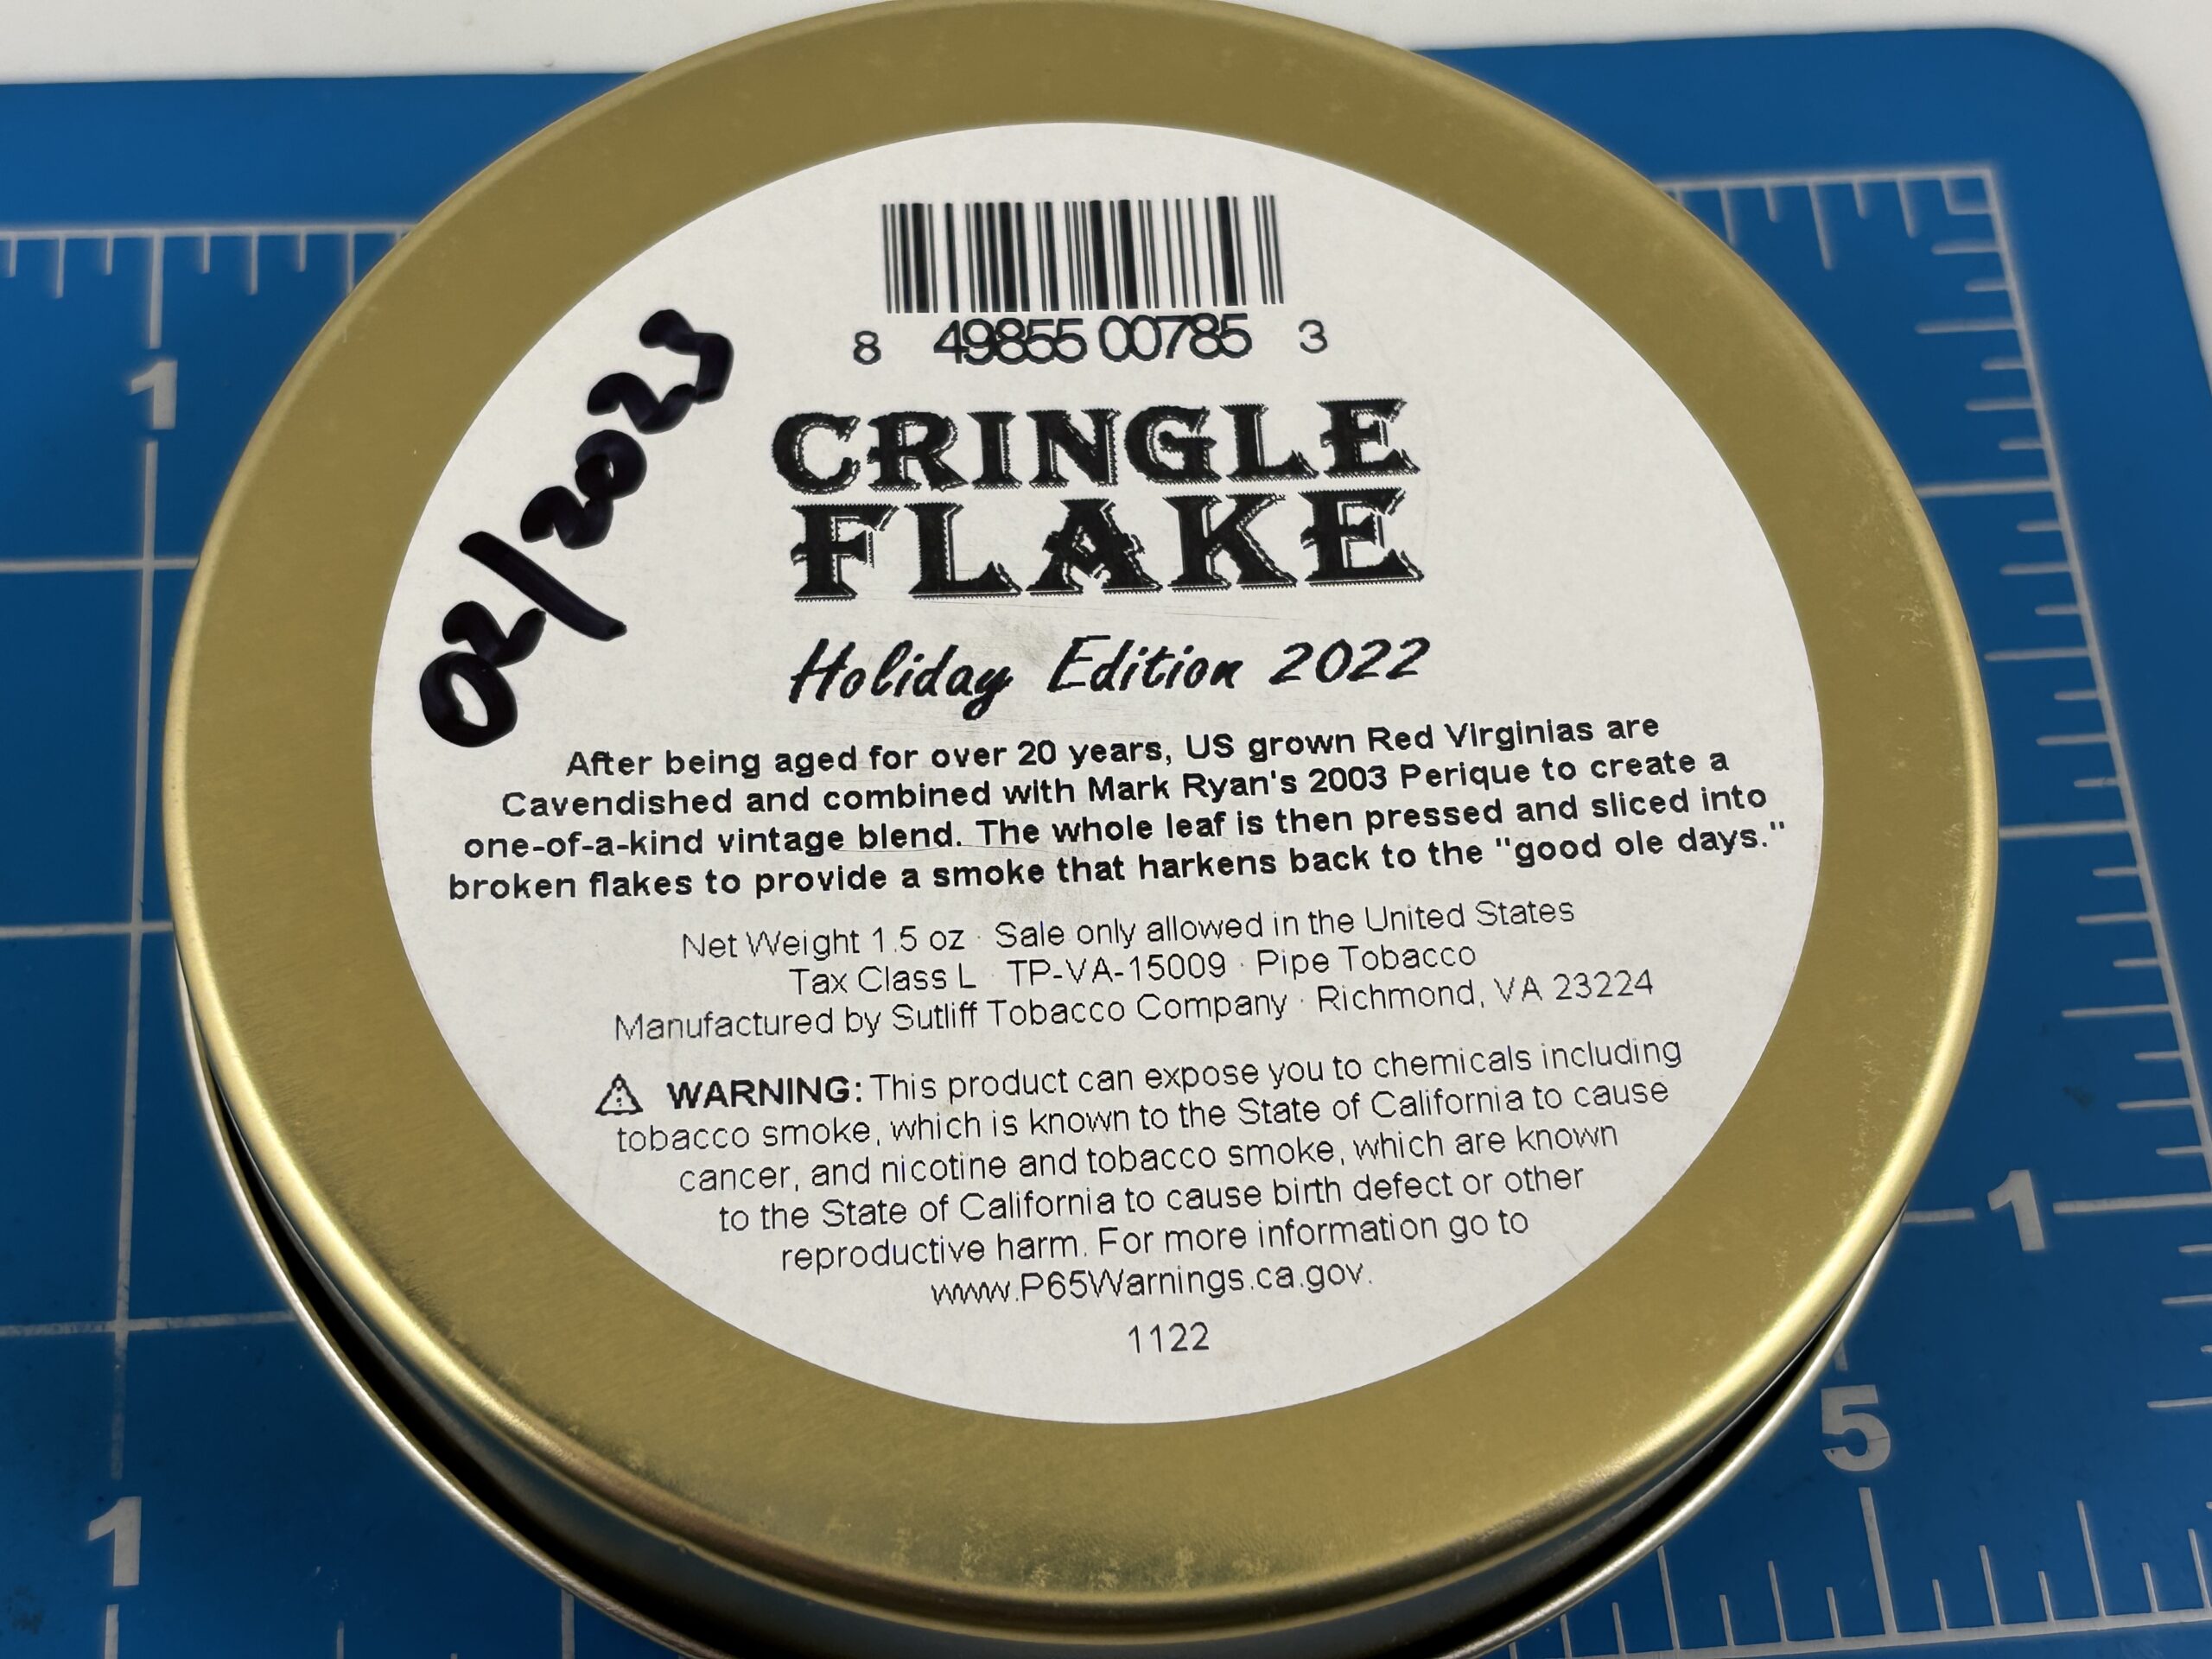 8 49855 00785 3
02/2023
CRINGLE
FLAKE
Holiday Edition 2022
After being aged for over 20 years, US grown Red Virginias are
Cavendished and combined with Mark Ryan's 2003 Perique to create a
one-of-a-kind vintage blend. The whole leaf is then pressed and sliced into
broken flakes to provide a smoke that harkens back to the "good ole days."
Net Weight 1.5 oz · Sale only allowed in the United States
Tax Class L · TP-VA-15009 · Pipe Tobacco
Manufactured by Sutliff Tobacco Company · Richmond, VA 23224
⚠ WARNING: This product can expose you to chemicals including
tobacco smoke, which is known to the State of California to cause
cancer, and nicotine and tobacco smoke, which are known
to the State of California to cause birth defect or other
reproductive harm. For more information go to
www.P65Warnings.ca.gov.
1122
1
1
1
5